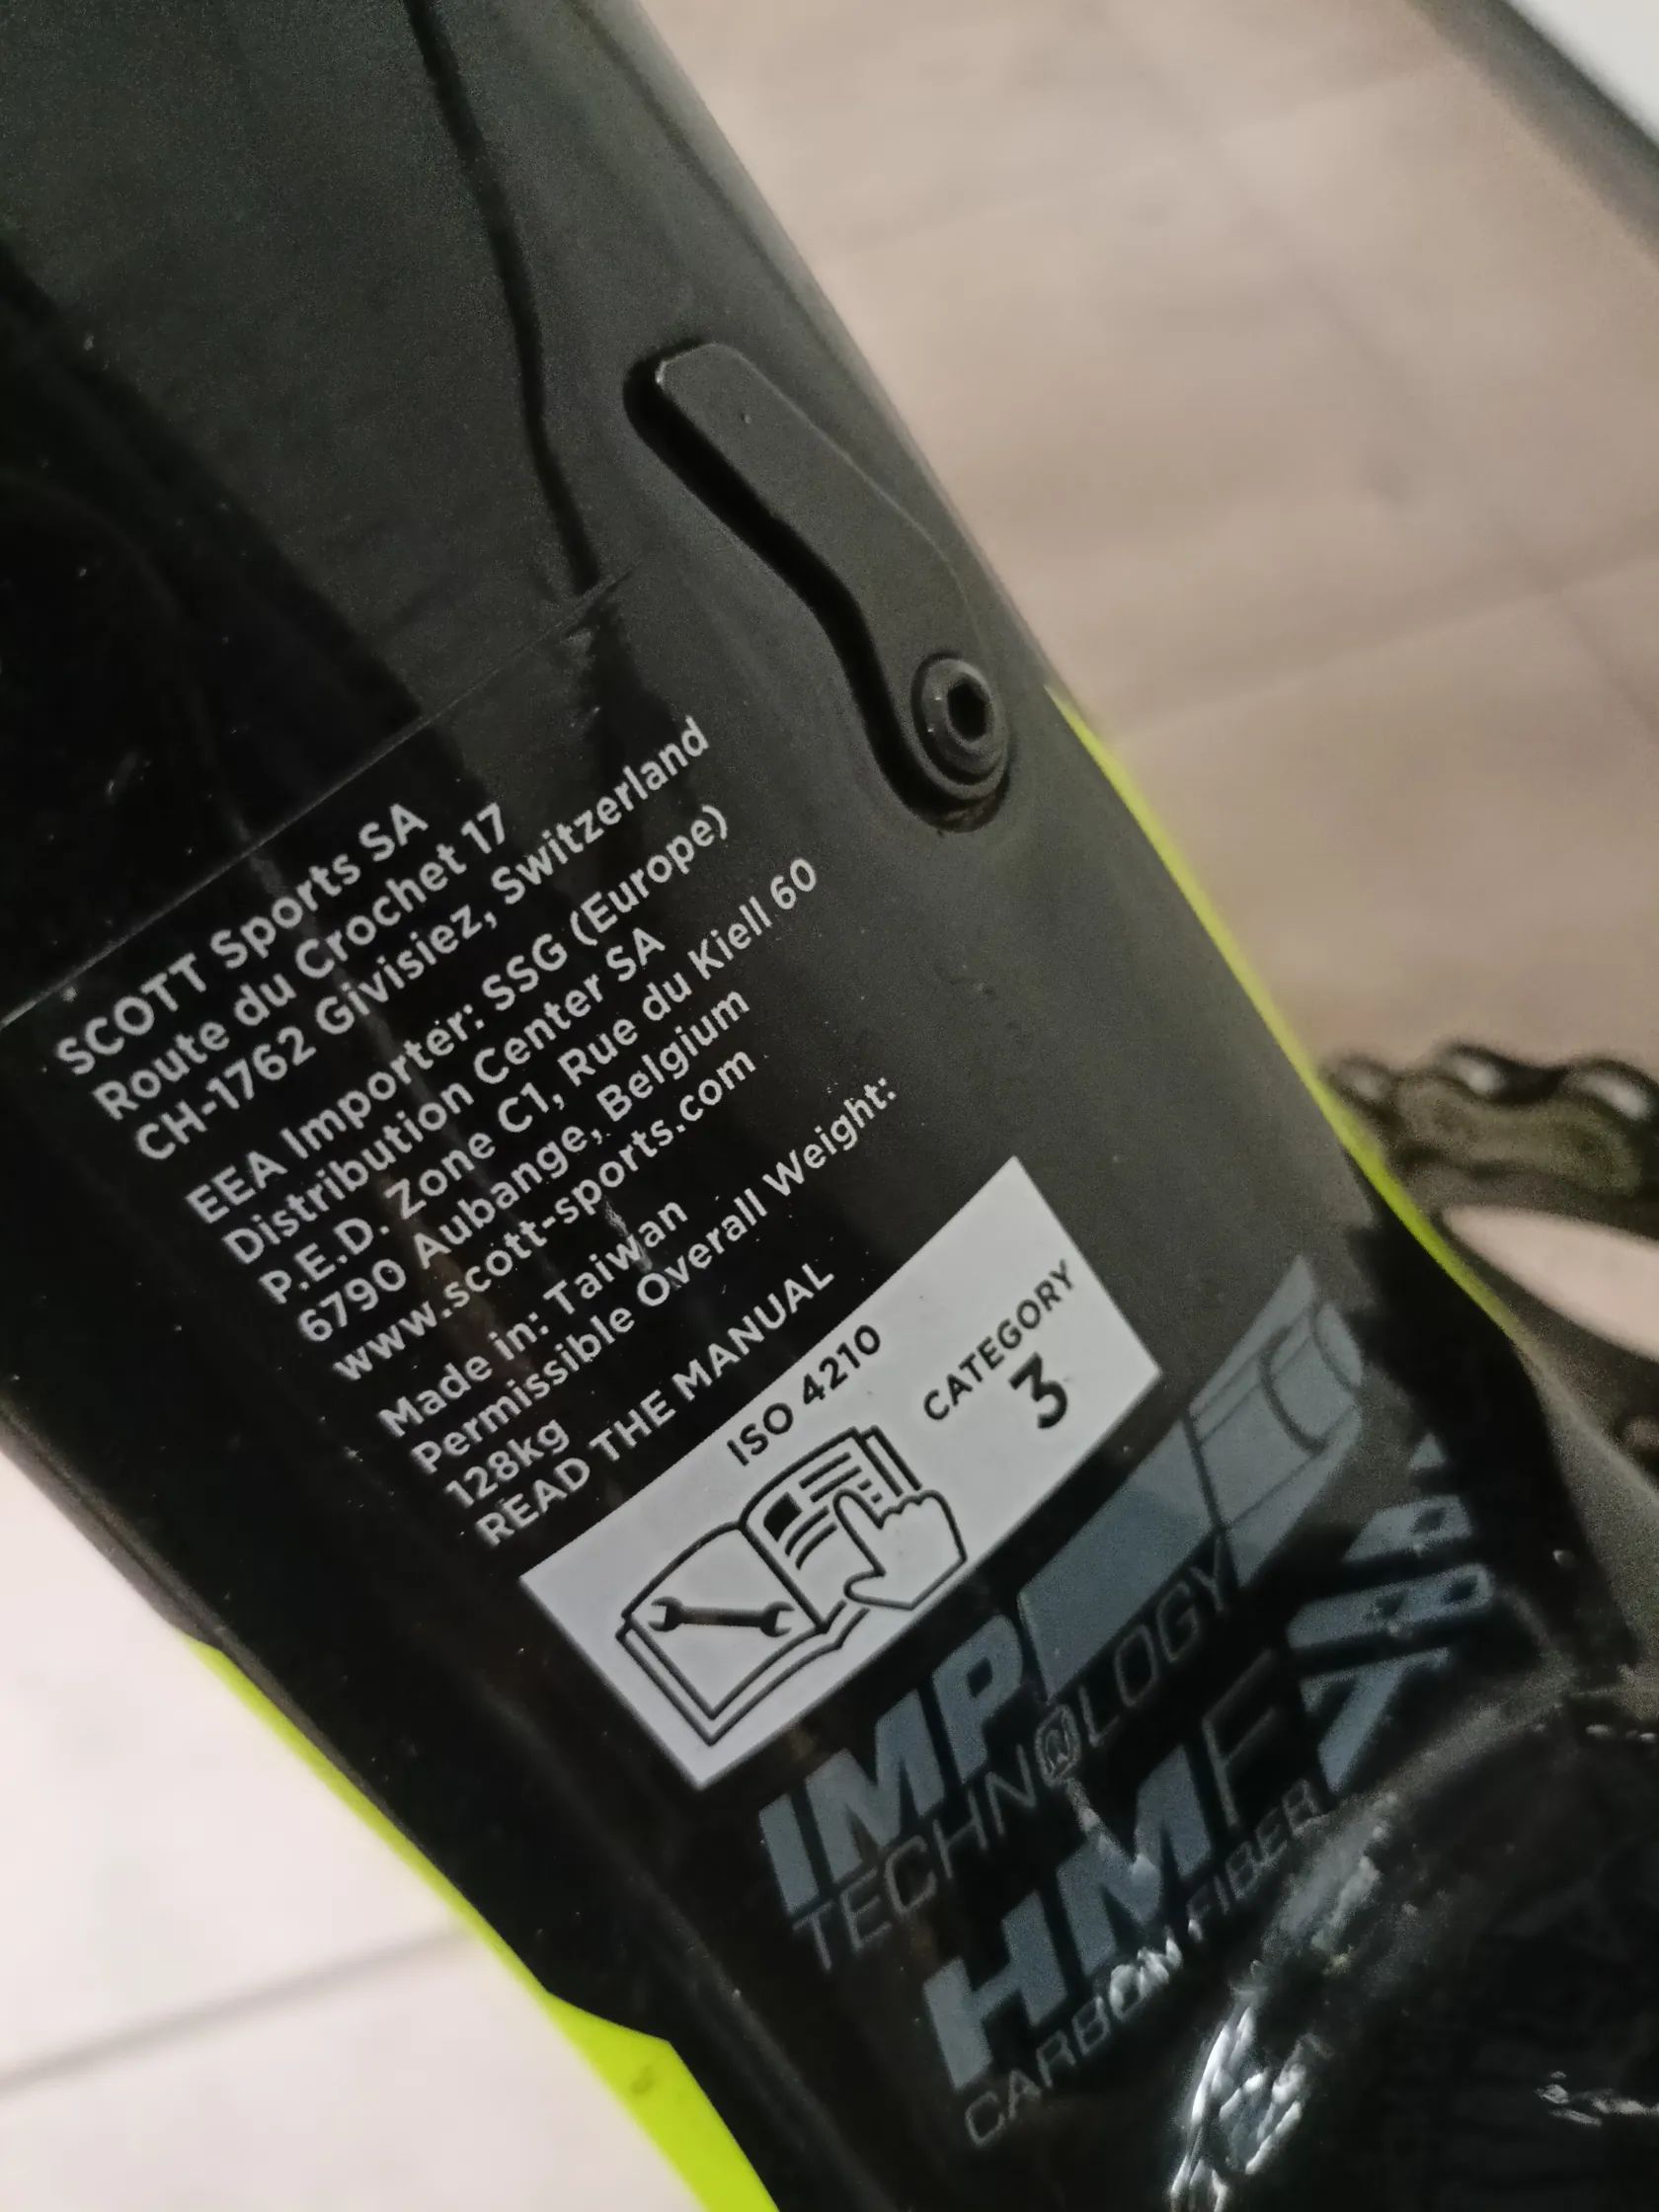 SCOTT Sports SA
Route du Crochet 17
CH-1762 Givisiez, Switzerland
EEA Importer: SSG (Europe)
Distribution Center SA
P.E.D. Zone C1, Rue du Kiell 60
6790 Aubange, Belgium
www.scott-sports.com
Made in: Taiwan
Permissible Overall Weight:
128kg
READ THE MANUAL
ISO 4210
CATEGORY
3
IMP
TECHNOLOGY
HMF
CARBON FIBER